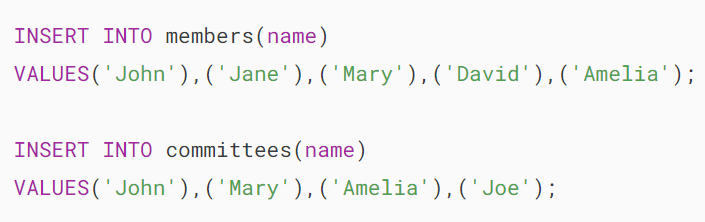 INSERT INTO members(name)
VALUES('John'),('Jane'),('Mary'),('David'),('Amelia');
INSERT INTO committees(name)
VALUES('John'),('Mary'),('Amelia'),('Joe');